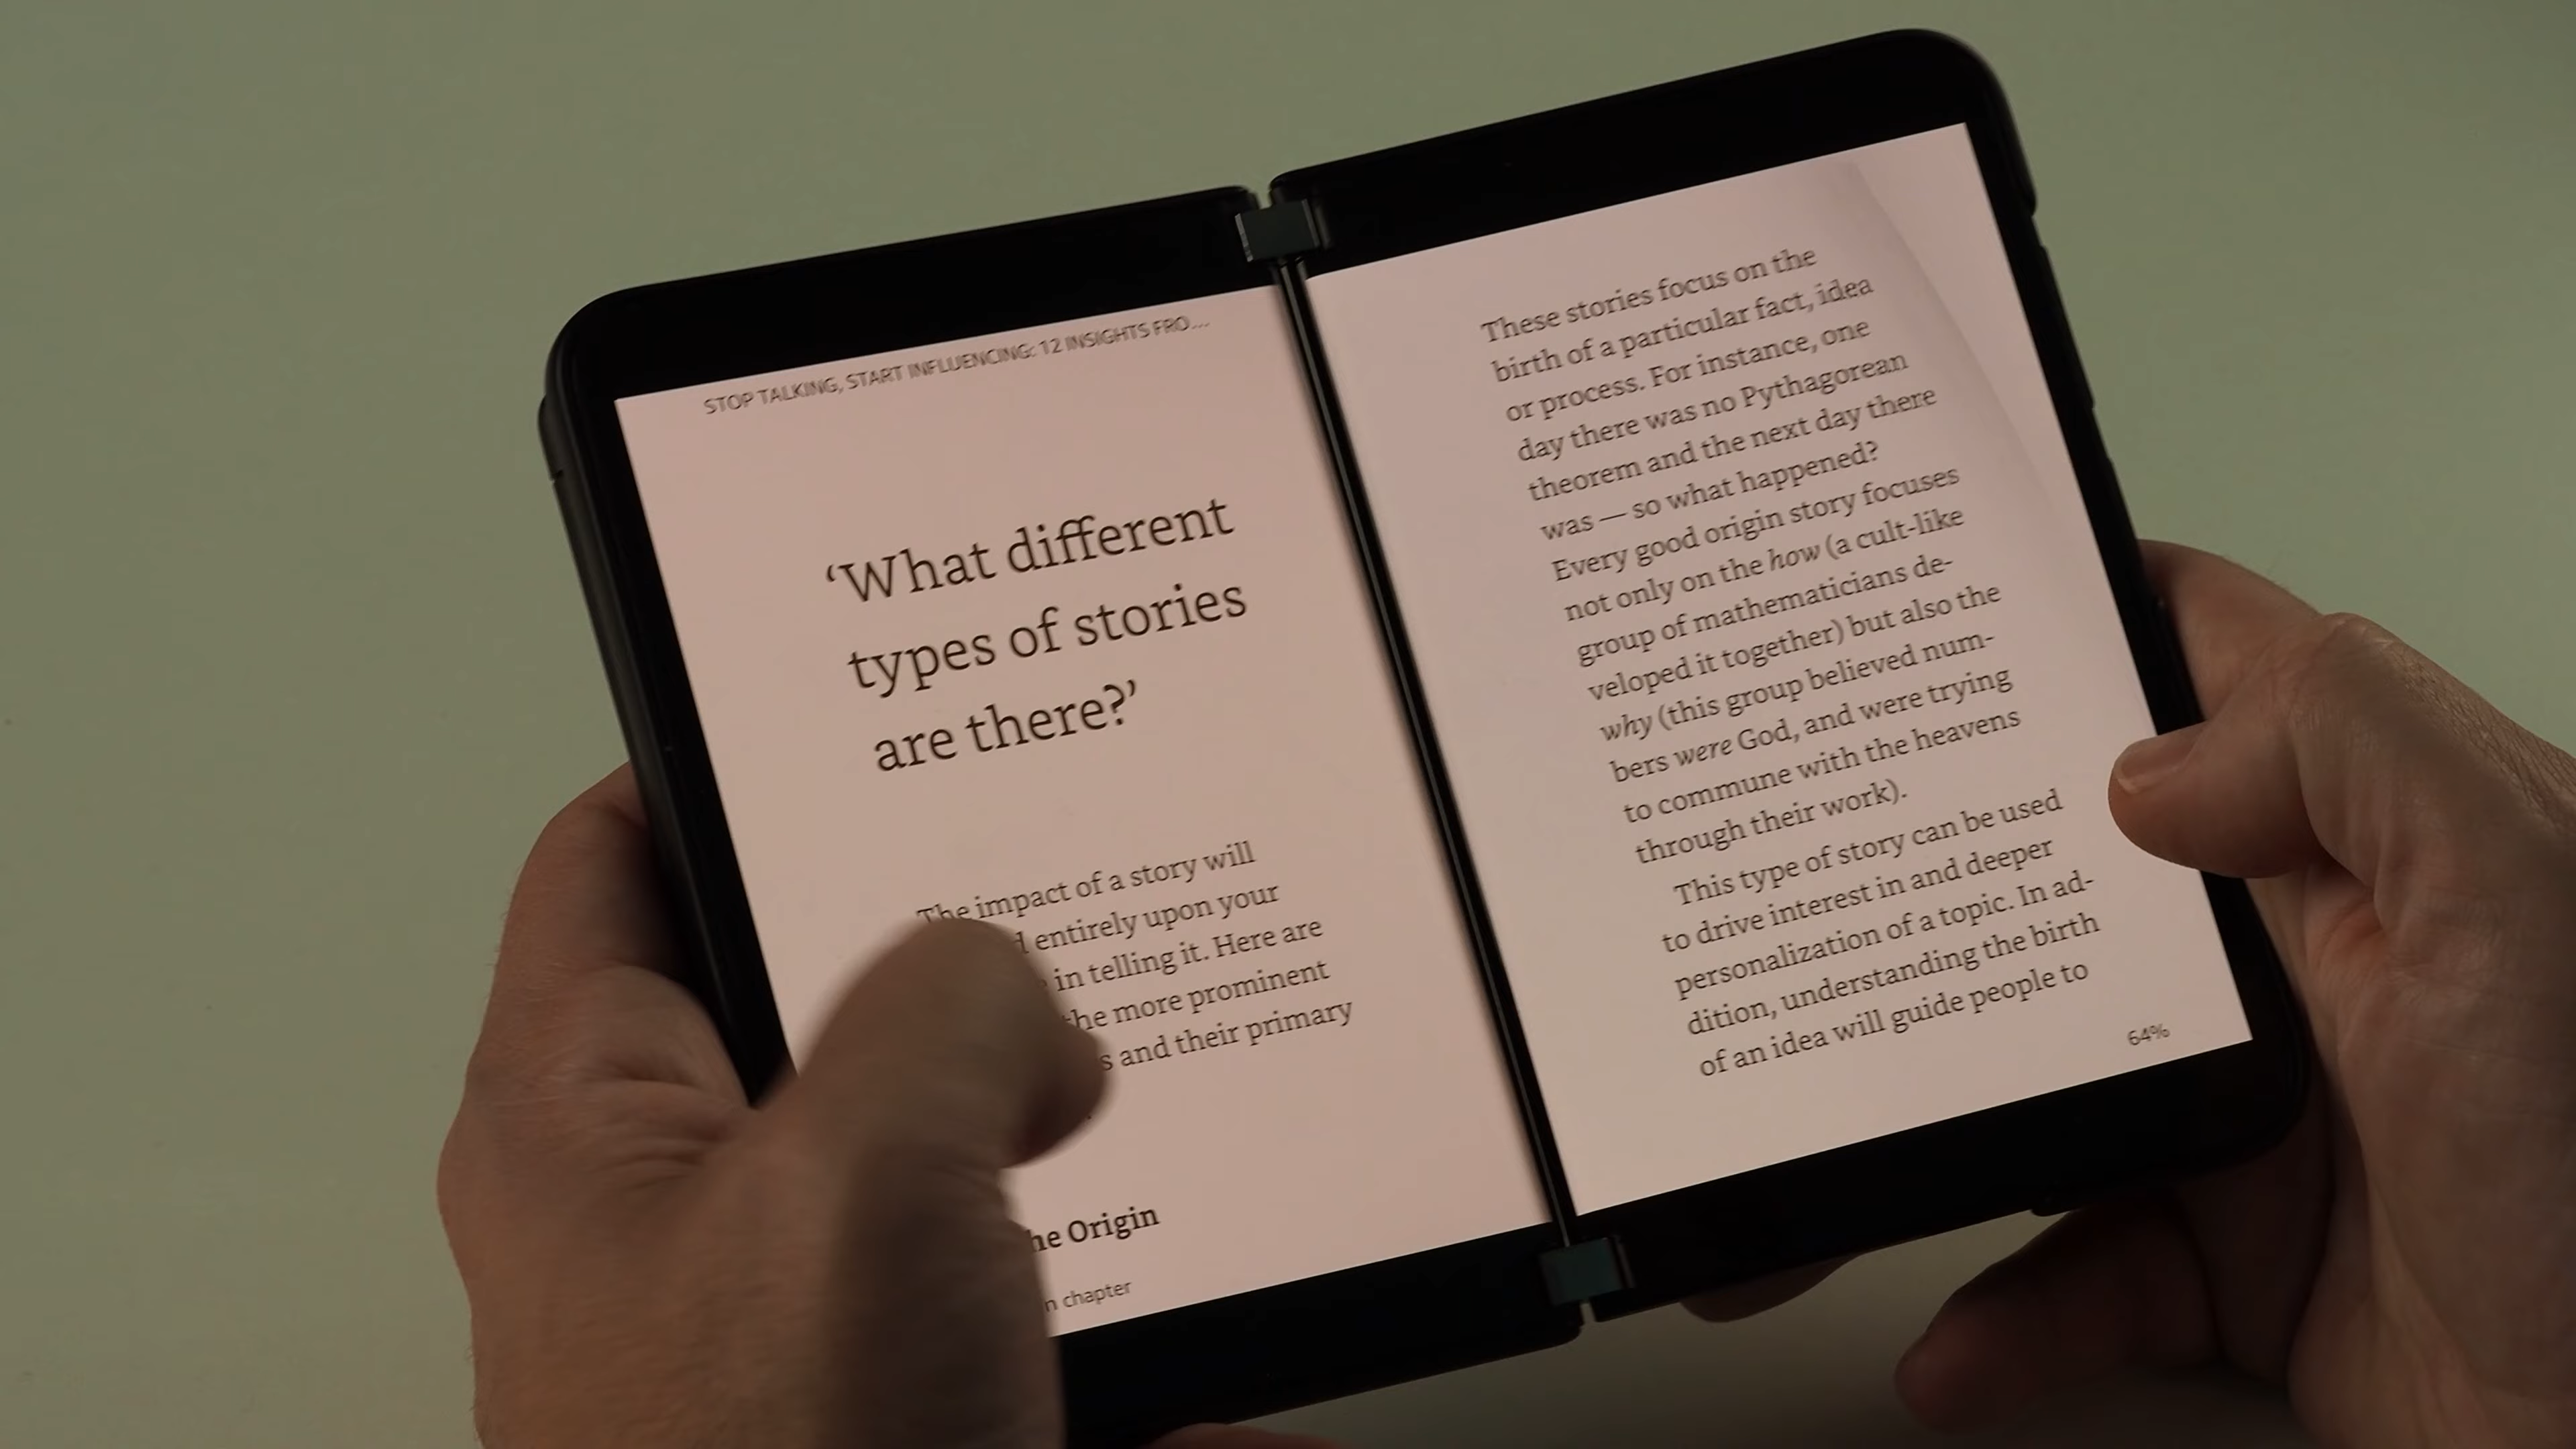 STOP TALKING, START INFLUENCING: 12 INSIGHTS FRO...
‘What different
types of stories
are there?’
The impact of a story will
entirely upon your
in telling it. Here are
the more prominent
and their primary
Origin
chapter
These stories focus on the
birth of a particular fact, idea
or process. For instance, one
day there was no Pythagorean
theorem and the next day there
was — so what happened?
Every good origin story focuses
not only on the how (a cult-like
group of mathematicians de-
veloped it together) but also the
why (this group believed num-
bers were God, and were trying
to commune with the heavens
through their work).
This type of story can be used
to drive interest in and deeper
personalization of a topic. In ad-
dition, understanding the birth
of an idea will guide people to
64%